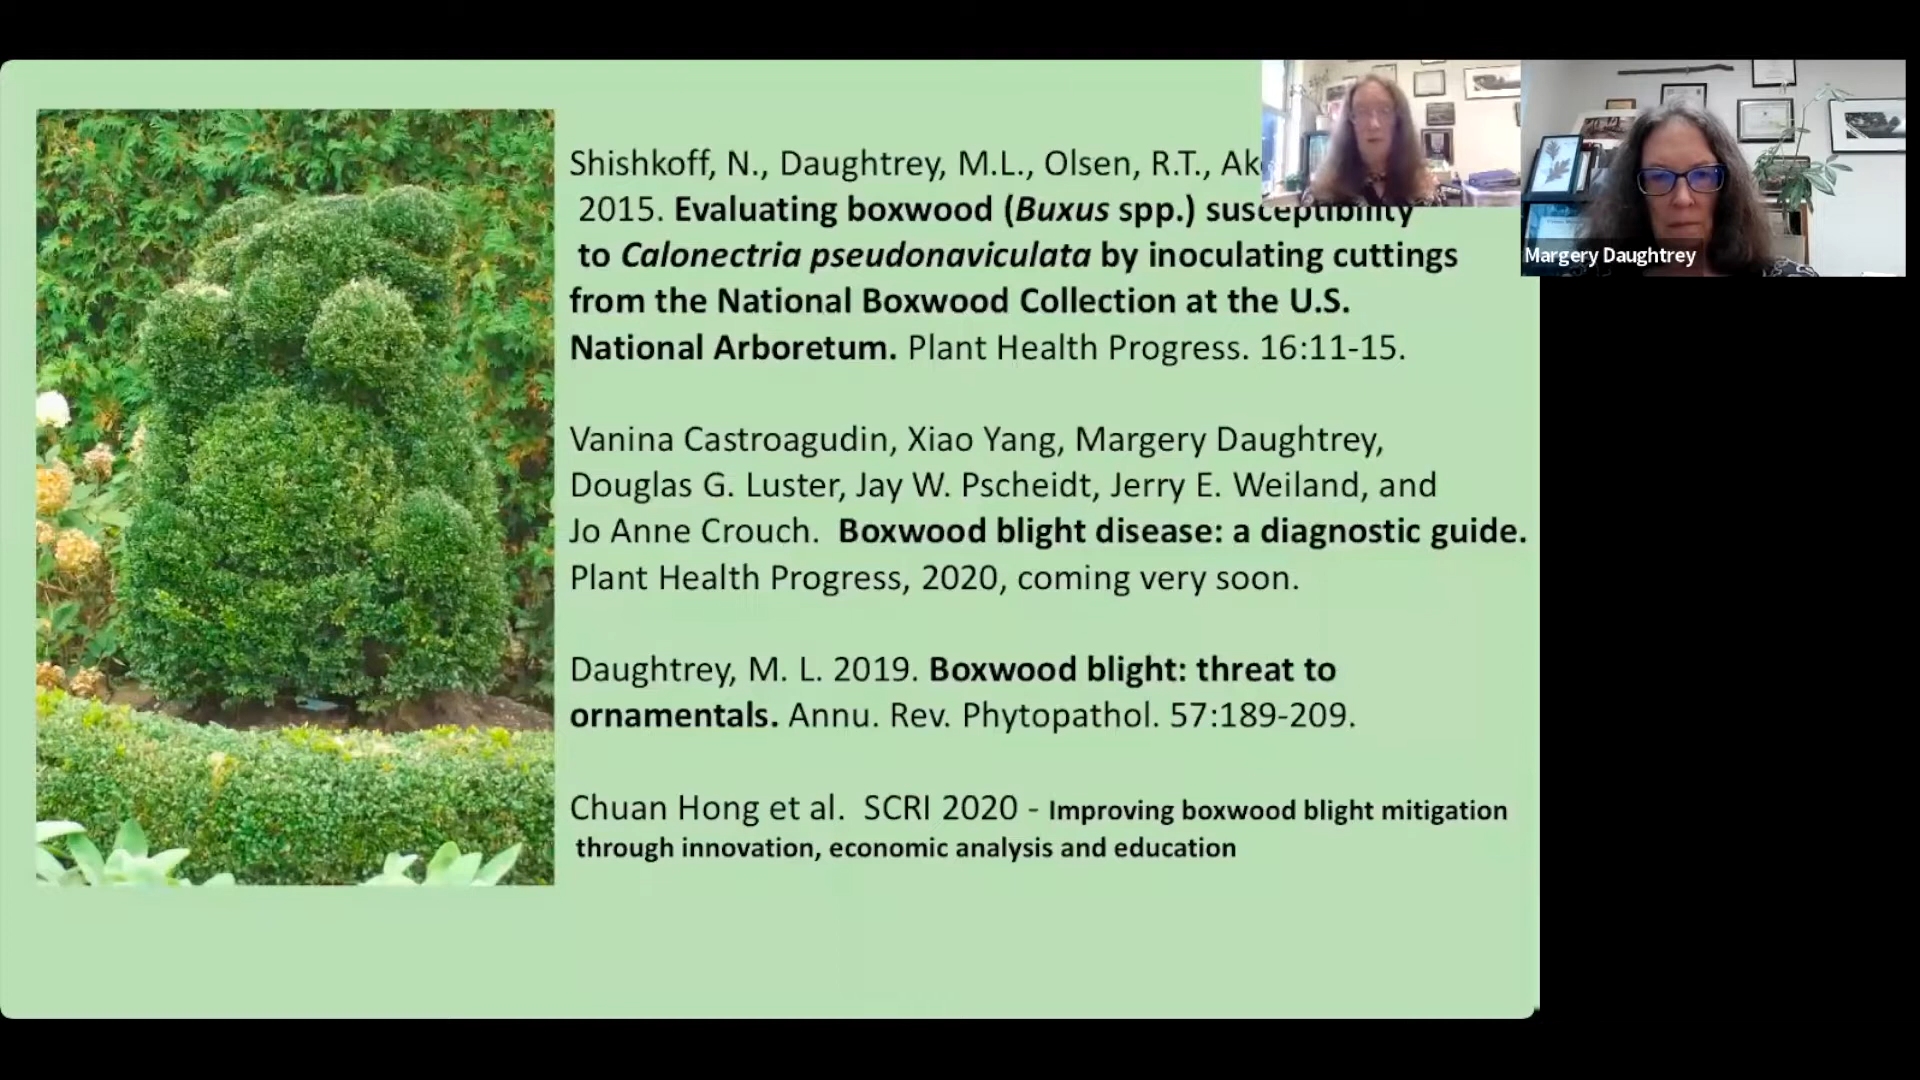 Shishkoff, N., Daughtrey, M.L., Olsen, R.T.,
2015. Evaluating boxwood (Buxus spp.) susceptibility
to Calonectria pseudonaviculata by inoculating cuttings
from the National Boxwood Collection at the U.S.
National Arboretum. Plant Health Progress. 16:11-15.
Vanina Castroagudin, Xiao Yang, Margery Daughtrey,
Douglas G. Luster, Jay W. Pscheidt, Jerry E. Weiland, and
Jo Anne Crouch. Boxwood blight disease: a diagnostic guide.
Plant Health Progress, 2020, coming very soon.
Daughtrey, M. L. 2019. Boxwood blight: threat to
ornamentals. Annu. Rev. Phytopathol. 57:189-209.
Chuan Hong et al. SCRI 2020 - Improving boxwood blight mitigation
through innovation, economic analysis and education
Margery Daughtrey